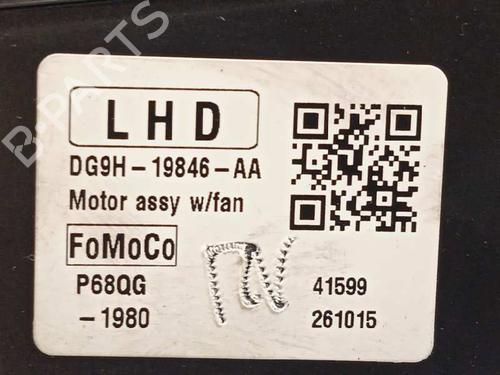 LHD
DG9H-19846-AA
Motor assy w/fan
FoMoCo
P68QG
41599
-1980
261015
B-PARTS